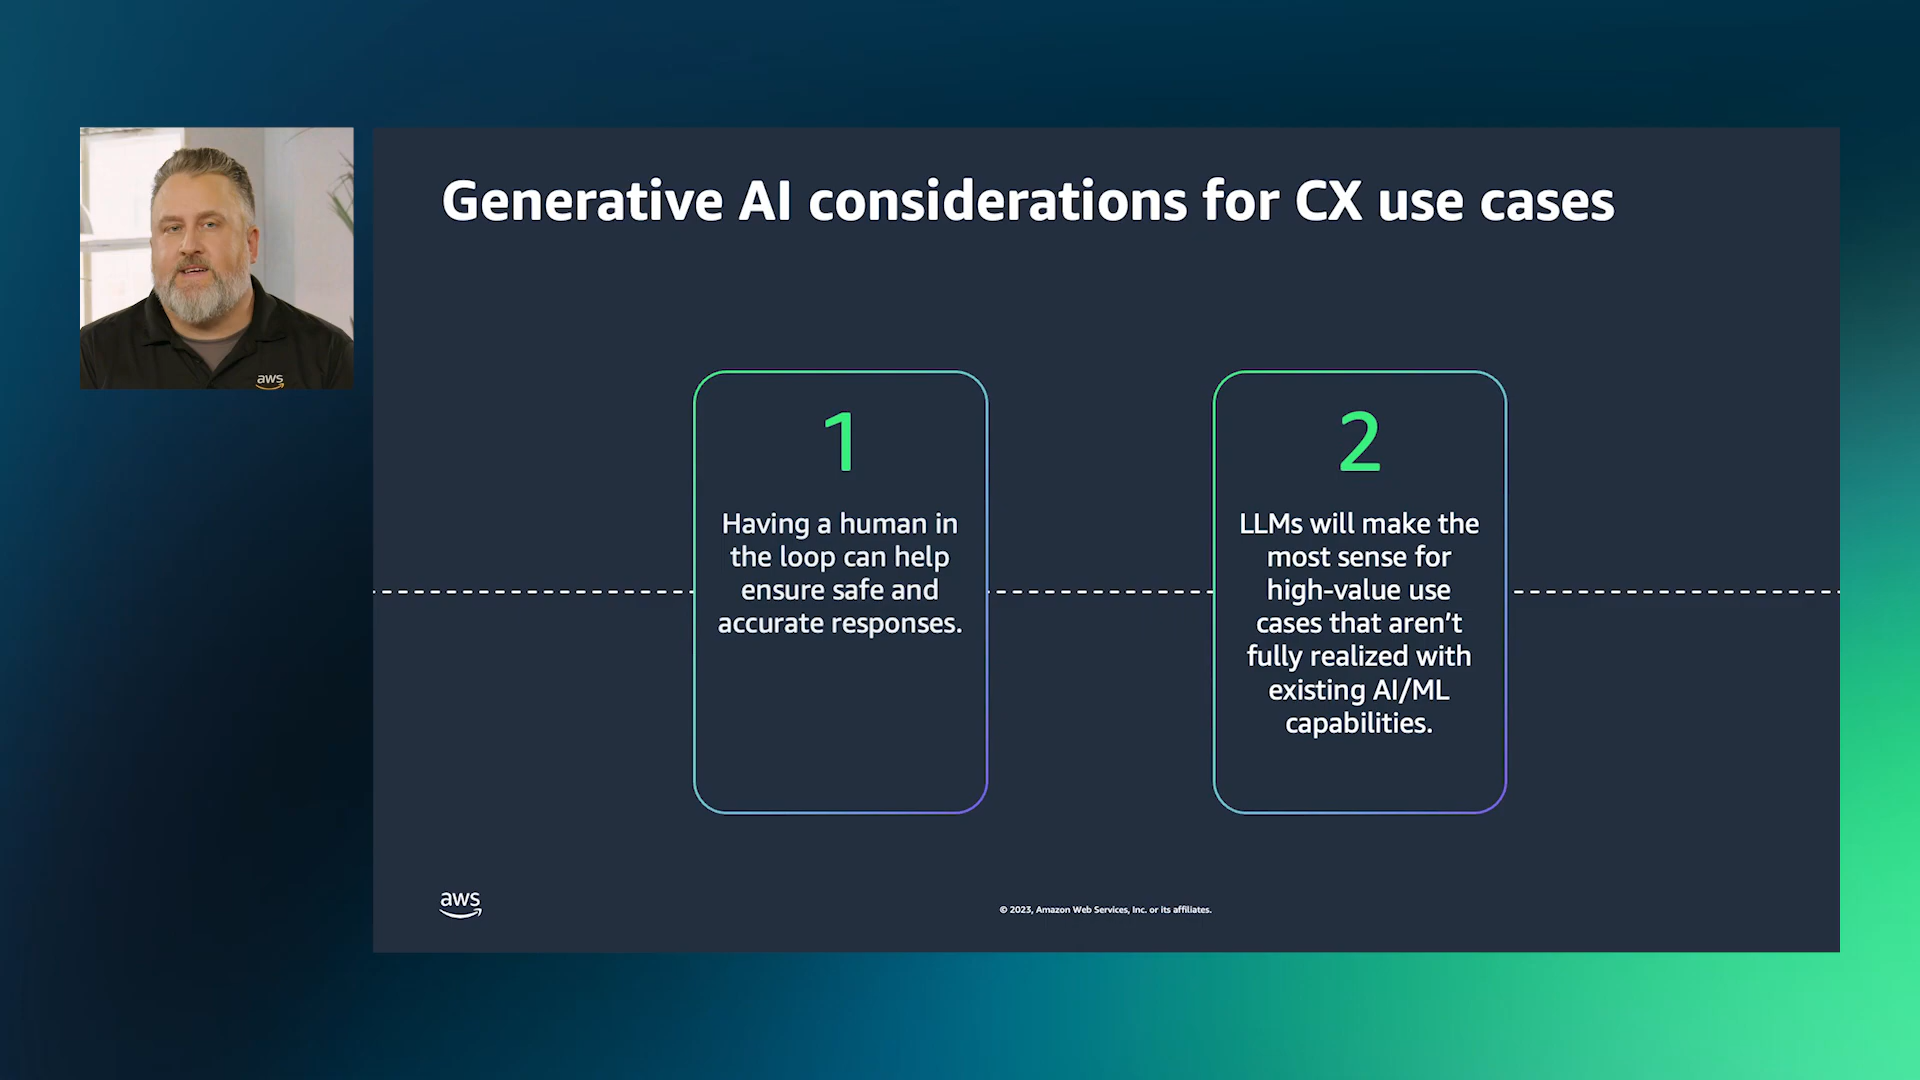 Generative AI considerations for CX use cases
1
Having a human in
the loop can help
ensure safe and
accurate responses.
2
LLMs will make the
most sense for
high-value use
cases that aren’t
fully realized with
existing AI/ML
capabilities.
aws
aws
© 2023, Amazon Web Services, Inc. or its affiliates.